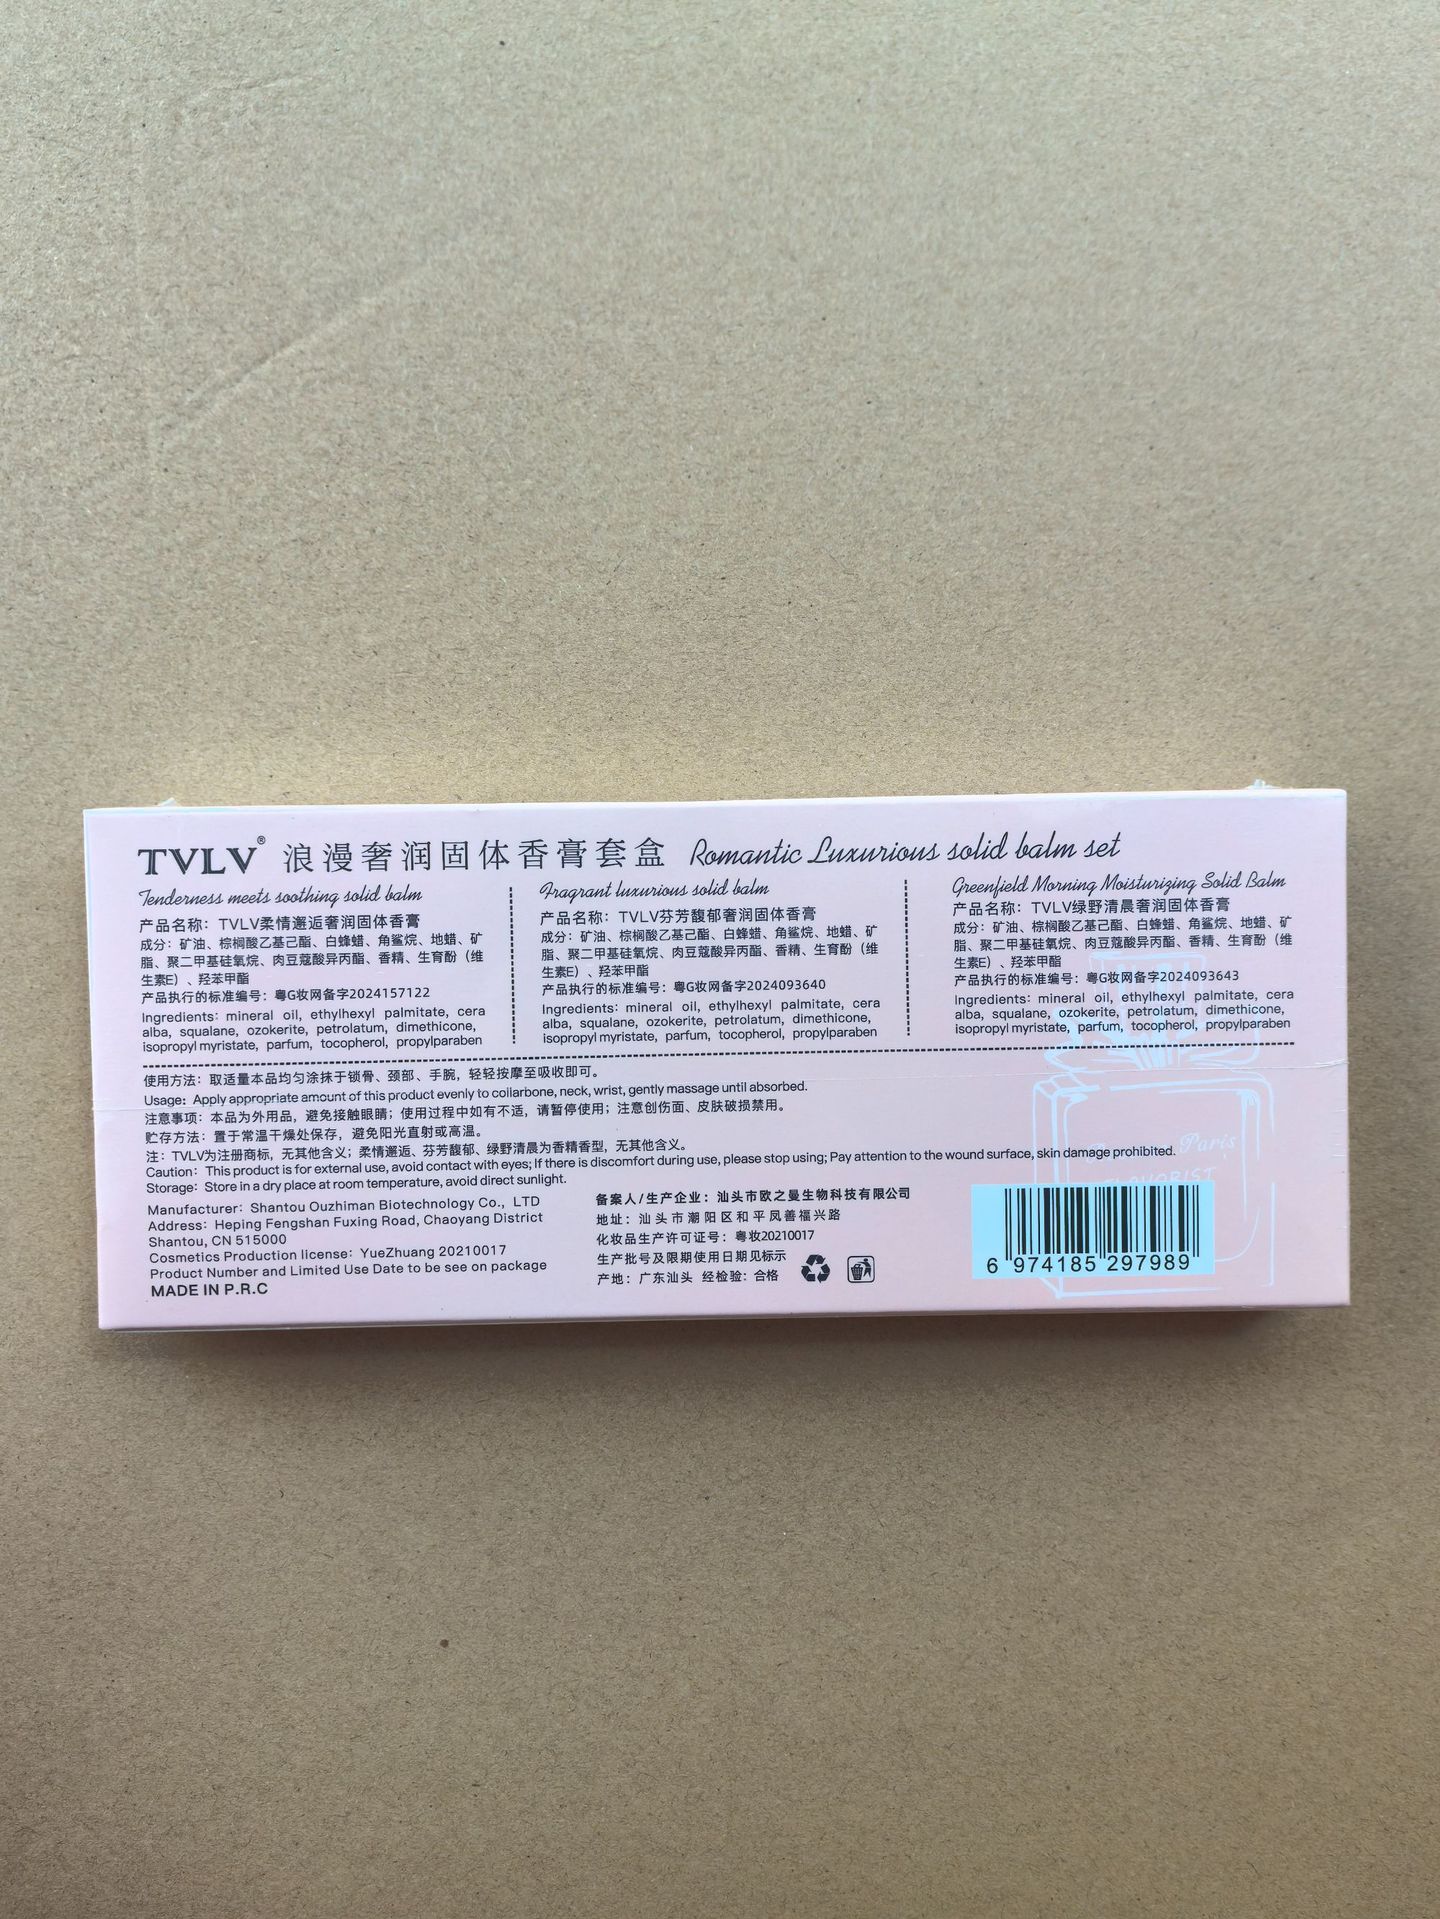 TVLV® 浪漫奢润固体香膏套盒 Romantic Luxurious solid balm set
Tenderness meets soothing solid balm
产品名称：TVLV柔情邂逅奢润固体香膏
成分：矿油、棕榈酸乙基己酯、白蜂蜡、角鲨烷、地蜡、矿
脂、聚二甲基硅氧烷、肉豆蔻酸异丙酯、香精、生育酚（维
生素E）、羟苯甲酯
产品执行的标准编号：粤G妆网备字2024157122
Ingredients: mineral oil, ethylhexyl palmitate, cera
alba, squalane, ozokerite, petrolatum, dimethicone,
isopropyl myristate, parfum, tocopherol, propylparaben
Fragrant luxurious solid balm
产品名称：TVLV芬芳馥郁奢润固体香膏
成分：矿油、棕榈酸乙基己酯、白蜂蜡、角鲨烷、地蜡、矿
脂、聚二甲基硅氧烷、肉豆蔻酸异丙酯、香精、生育酚（维
生素E）、羟苯甲酯
产品执行的标准编号：粤G妆网备字2024093640
Ingredients: mineral oil, ethylhexyl palmitate, cera
alba, squalane, ozokerite, petrolatum, dimethicone,
isopropyl myristate, parfum, tocopherol, propylparaben
Greenfield Morning Moisturizing Solid Balm
产品名称：TVLV绿野清晨奢润固体香膏
成分：矿油、棕榈酸乙基己酯、白蜂蜡、角鲨烷、地蜡、矿
脂、聚二甲基硅氧烷、肉豆蔻酸异丙酯、香精、生育酚（维
生素E）、羟苯甲酯
产品执行的标准编号：粤G妆网备字2024093643
Ingredients: mineral oil, ethylhexyl palmitate, cera
alba, squalane, ozokerite, petrolatum, dimethicone,
isopropyl myristate, parfum, tocopherol, propylparaben
使用方法：取适量本品均匀涂抹于锁骨、颈部、手腕，轻轻按摩至吸收即可。
Usage: Apply appropriate amount of this product evenly to collarbone, neck, wrist, gently massage until absorbed.
注意事项：本品为外用品，避免接触眼睛；使用过程中如有不适，请暂停使用；注意创伤面、皮肤破损禁用。
贮存方法：置于常温干燥处保存，避免阳光直射或高温。
注：TVLV为注册商标，无其他含义；柔情邂逅、芬芳馥郁、绿野清晨为香精香型，无其他含义。
Caution: This product is for external use, avoid contact with eyes; If there is discomfort during use, please stop using; Pay attention to the wound surface, skin damage prohibited.
Storage: Store in a dry place at room temperature, avoid direct sunlight.
Manufacturer: Shantou Ouzhiman Biotechnology Co., LTD
Address: Heping Fengshan Fuxing Road, Chaoyang District
Shantou, CN 515000
Cosmetics Production license: YueZhuang 20210017
Product Number and Limited Use Date to be see on package
MADE IN P.R.C
备案人/生产企业：汕头市欧之曼生物科技有限公司
地址：汕头市潮阳区和平凤善福兴路
化妆品生产许可证号：粤妆20210017
生产批号及限期使用日期见标示
产地：广东汕头 经检验：合格
Paris
FLAVORIST
6 974185 297989